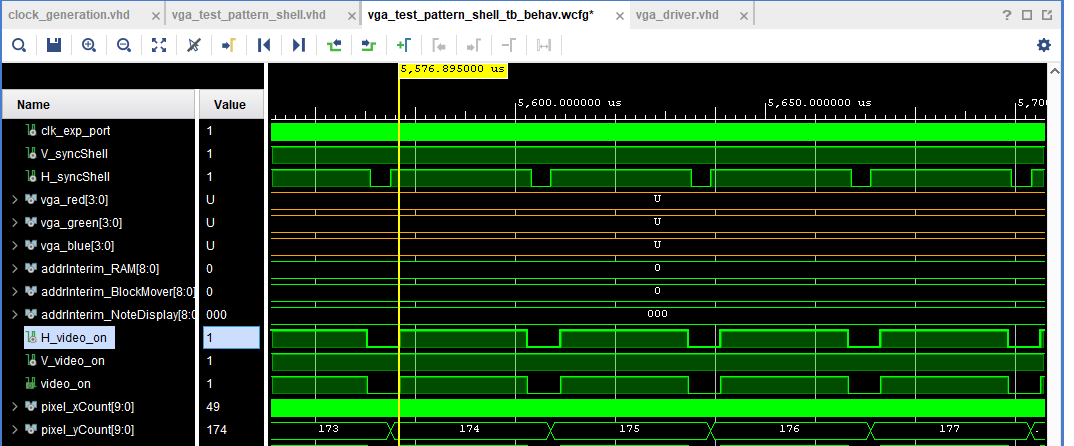 clock_generation.vhd × vga_test_pattern_shell.vhd × vga_test_pattern_shell_tb_behav.wcfg* × vga_driver.vhd ×
5,576.895000 us
5,600.000000 us 5,650.000000 us 5,700
Name Value
clk_exp_port 1
V_syncShell 1
H_syncShell 1
vga_red[3:0] U U
vga_green[3:0] U U
vga_blue[3:0] U U
addrInterim_RAM[8:0] 0 0
addrInterim_BlockMover[8:0] 0 0
addrInterim_NoteDisplay[8:0 000 000
H_video_on 1
V_video_on 1
video_on 1
pixel_xCount[9:0] 49
pixel_yCount[9:0] 174 173 174 175 176 177